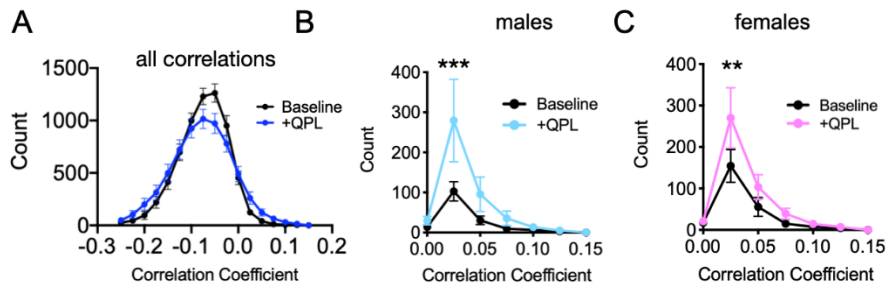 A
all correlations
1500
1000
500
0
Count
Baseline
+QPL
-0.3 -0.2 -0.1 0.0 0.1 0.2
Correlation Coefficient
B
males
***
400
300
200
100
0
Count
Baseline
+QPL
0.00 0.05 0.10 0.15
Correlation Coefficient
C
females
**
400
300
200
100
0
Count
Baseline
+QPL
0.00 0.05 0.10 0.15
Correlation Coefficient